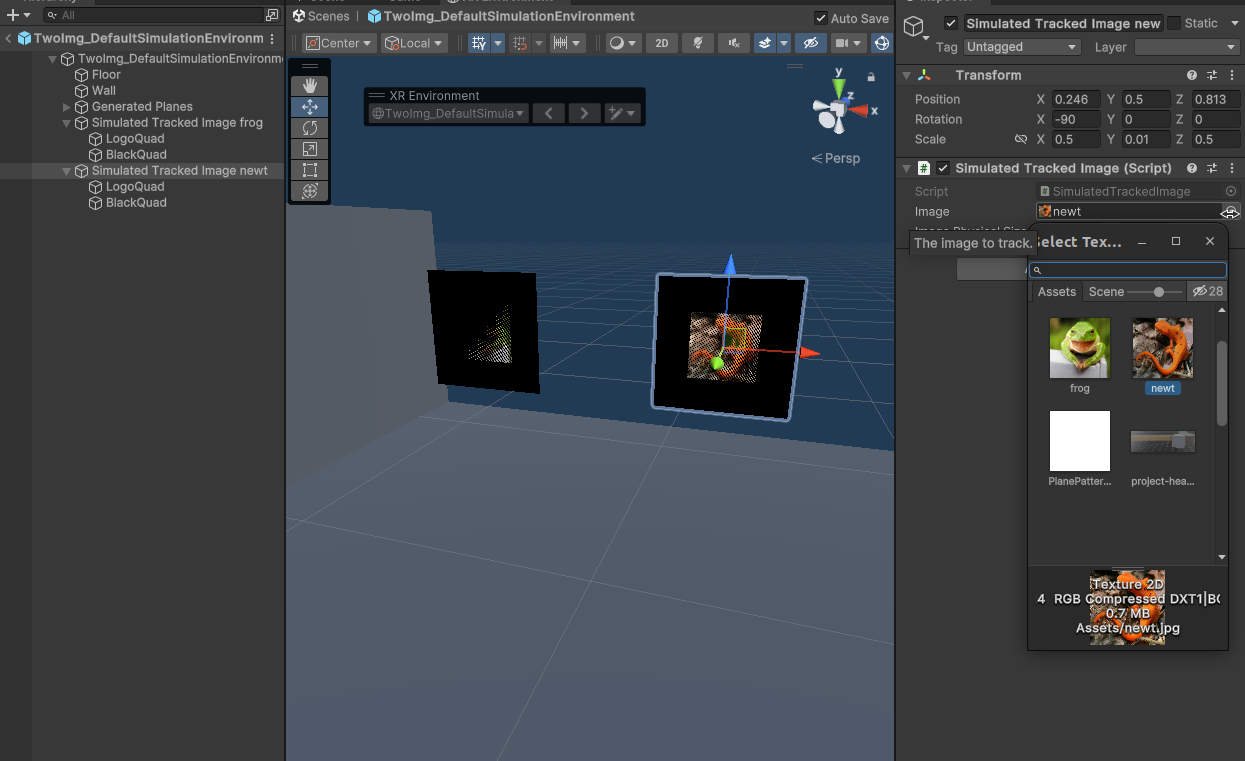 All
TwoImg_DefaultSimulationEnvironm
TwoImg_DefaultSimulationEnvironm
Floor
Wall
Generated Planes
Simulated Tracked Image frog
LogoQuad
BlackQuad
Simulated Tracked Image newt
LogoQuad
BlackQuad
Scenes | TwoImg_DefaultSimulationEnvironment
Auto Save
Center Local 2D
XR Environment
TwoImg_DefaultSimula
y
z
x
Persp
Simulated Tracked Image new Static
Tag Untagged Layer
Transform
Position X 0.246 Y 0.5 Z 0.813
Rotation X -90 Y 0 Z 0
Scale X 0.5 Y 0.01 Z 0.5
# Simulated Tracked Image (Script)
Script # SimulatedTrackedImage
Image newt
The image to track.
Select Tex...
Assets Scene 28
frog newt
PlanePatter... project-hea...
Texture 2D
4 RGB Compressed DXT1|BC
0.7 MB
Assets/newt.jpg